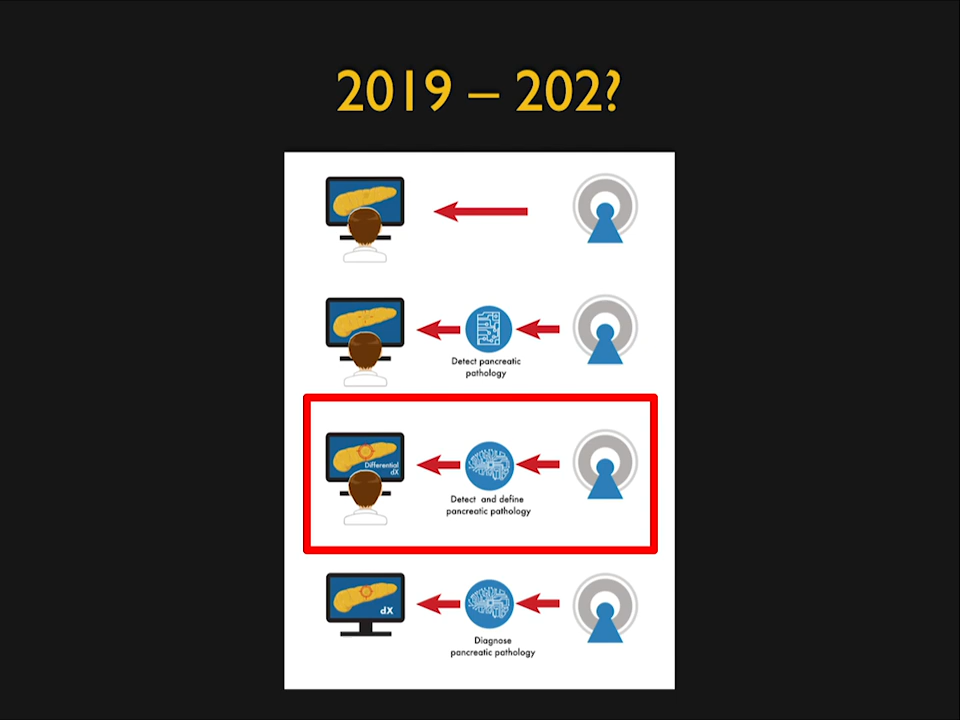 2019 – 202?
Detect pancreatic
pathology
Differential
dX
Detect and define
pancreatic pathology
dX
Diagnose
pancreatic pathology